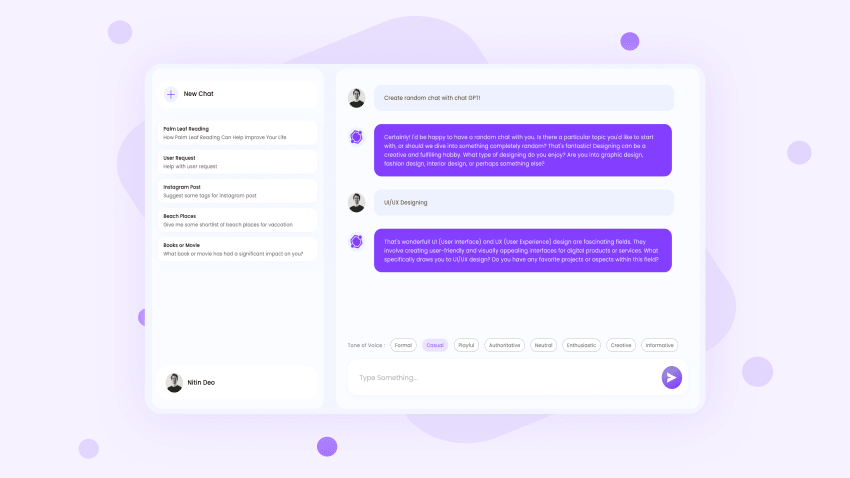 New Chat
Palm Leaf Reading
How Palm Leaf Reading Can Help Improve Your Life
User Request
Help with user request
Instagram Post
Suggest some tags for instagram post
Beach Places
Give me some shortlist of beach places for vaccation
Books or Movie
What book or movie has had a significant impact on you?
Nitin Deo
Create random chat with chat GPT!
Certainly! I'd be happy to have a random chat with you. Is there a particular topic you'd like to start
with, or should we dive into something completely random? That's fantastic! Designing can be a
creative and fulfilling hobby. What type of designing do you enjoy? Are you into graphic design,
fashion design, interior design, or perhaps something else?
UI/UX Designing
That's wonderful! UI (User Interface) and UX (User Experience) design are fascinating fields. They
involve creating user-friendly and visually appealing interfaces for digital products or services. What
specifically draws you to UI/UX design? Do you have any favorite projects or aspects within this field?
Tone of Voice : Formal Casual Playful Authoritative Neutral Enthusiastic Creative Informative
Type Something...